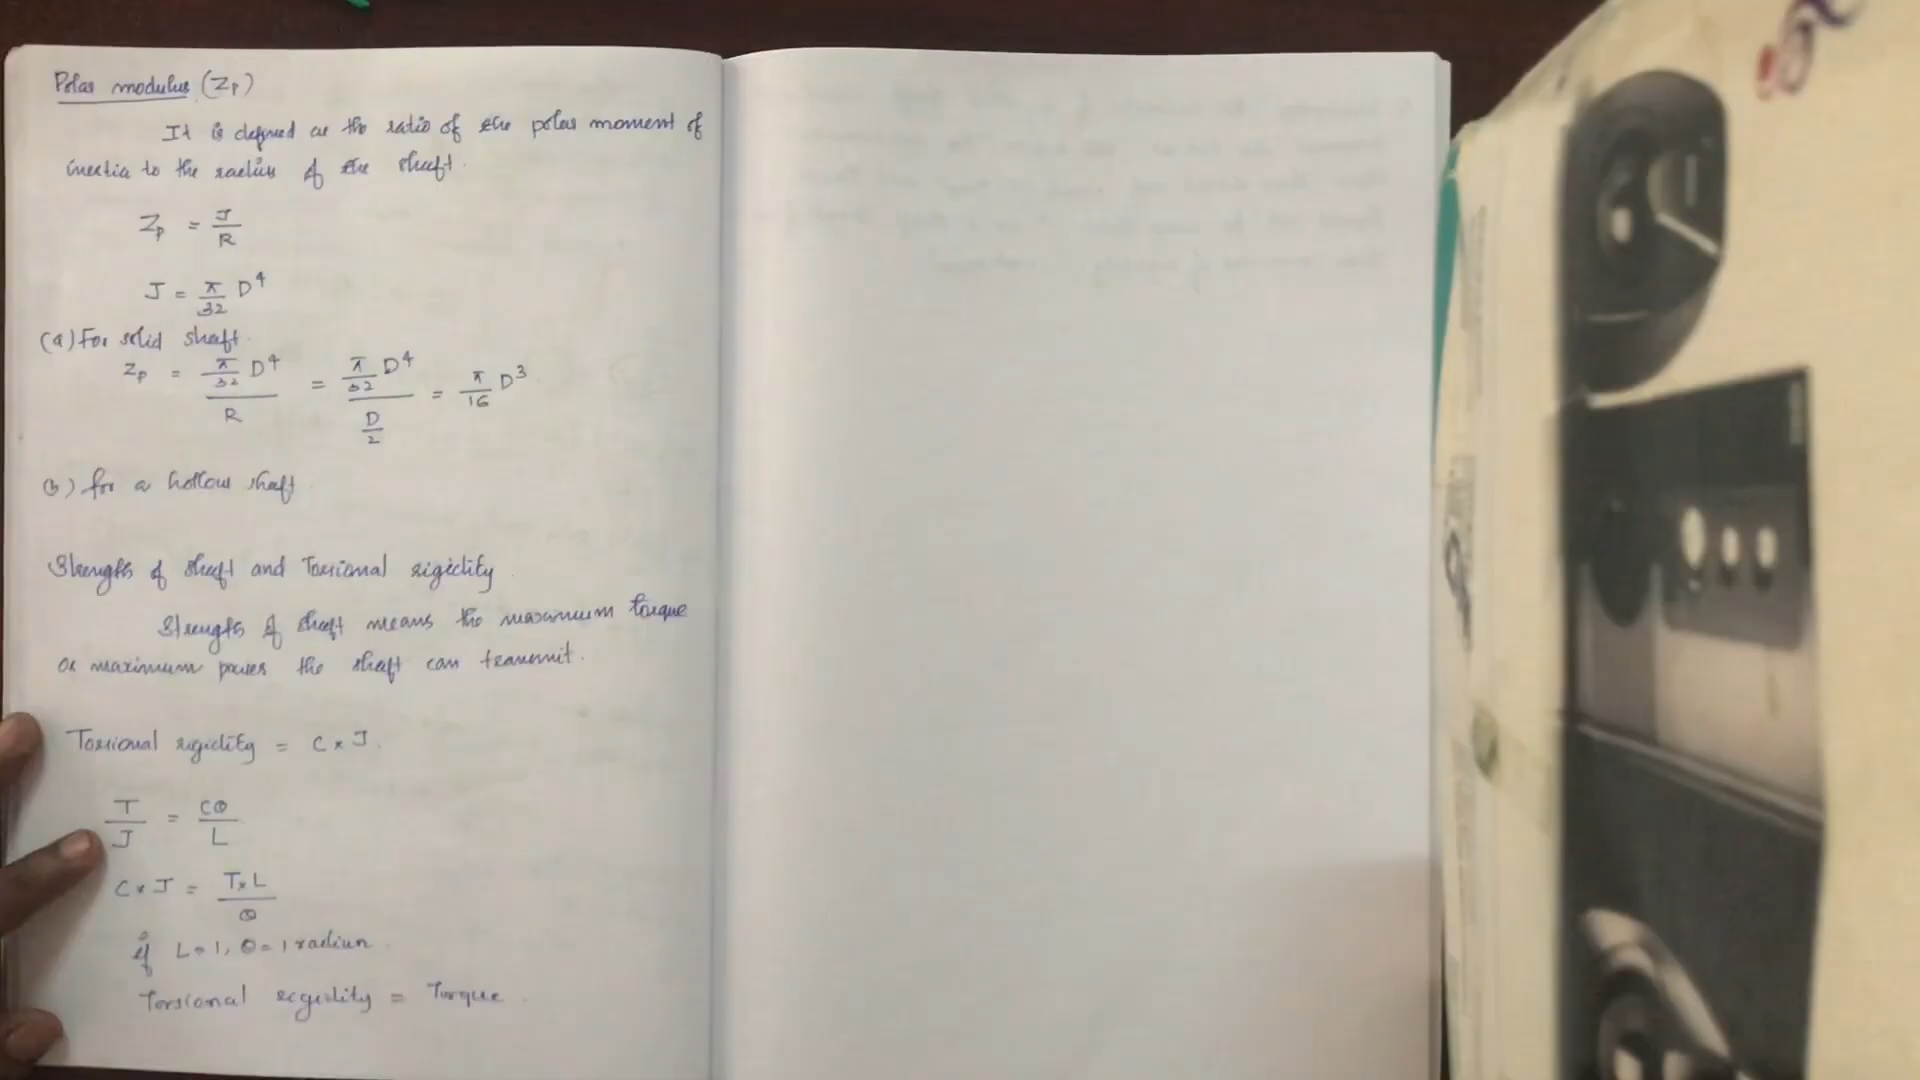 Polar modulus (Zp)
It is defined as the ratio of the polar moment of
inertia to the radius of the shaft.
Zp = J/R
J = π/32 D⁴
(a) For solid shaft.
Zp = (π/32 D⁴)/R = (π/32 D⁴)/(D/2) = π/16 D³
(b) for a hollow shaft
Strength of shaft and Torsional rigidity
Strength of shaft means the maximum torque
or maximum power the shaft can transmit.
Torsional rigidity = C × J.
T/J = Cθ/L
C × J = T×L/θ
if L = 1, θ = 1 radian.
Torsional rigidity = Torque.